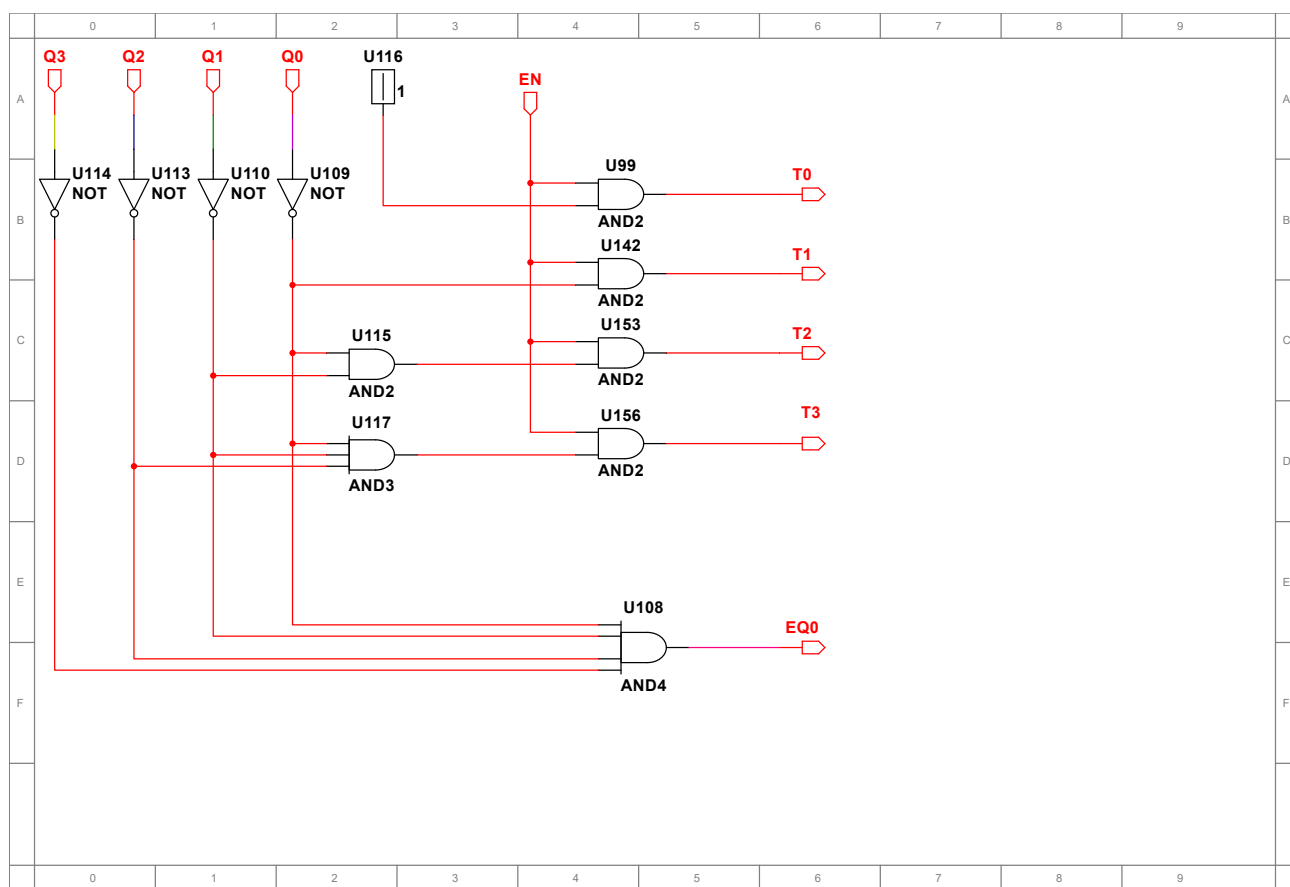 0 1 2 3 4 5 6 7 8 9
Q3 Q2 Q1 Q0 U116
1
EN
A A
U114 U113 U110 U109
NOT NOT NOT NOT
U99
T0
AND2
B B
U142
T1
AND2
U153
T2
U115
C C
AND2
AND2
U156
T3
U117
D D
AND2
AND3
E E
U108
EQ0
AND4
F F
0 1 2 3 4 5 6 7 8 9